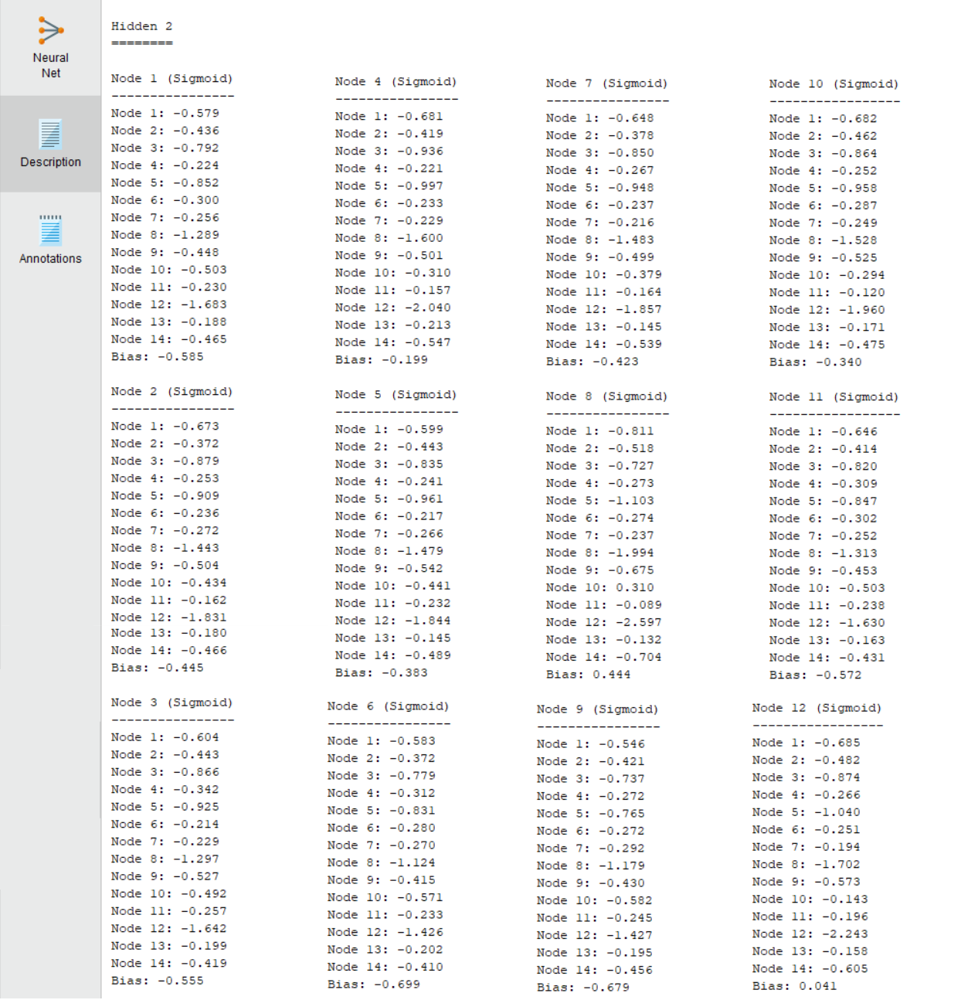 Neural
Net
Description
Annotations
Hidden 2
========
Node 1 (Sigmoid)
----------------
Node 1: -0.579
Node 2: -0.436
Node 3: -0.792
Node 4: -0.224
Node 5: -0.852
Node 6: -0.300
Node 7: -0.256
Node 8: -1.289
Node 9: -0.448
Node 10: -0.503
Node 11: -0.230
Node 12: -1.683
Node 13: -0.188
Node 14: -0.465
Bias: -0.585
Node 2 (Sigmoid)
----------------
Node 1: -0.673
Node 2: -0.372
Node 3: -0.879
Node 4: -0.253
Node 5: -0.909
Node 6: -0.236
Node 7: -0.272
Node 8: -1.443
Node 9: -0.504
Node 10: -0.434
Node 11: -0.162
Node 12: -1.831
Node 13: -0.180
Node 14: -0.466
Bias: -0.445
Node 3 (Sigmoid)
----------------
Node 1: -0.604
Node 2: -0.443
Node 3: -0.866
Node 4: -0.342
Node 5: -0.925
Node 6: -0.214
Node 7: -0.229
Node 8: -1.297
Node 9: -0.527
Node 10: -0.492
Node 11: -0.257
Node 12: -1.642
Node 13: -0.199
Node 14: -0.419
Bias: -0.555
Node 4 (Sigmoid)
----------------
Node 1: -0.681
Node 2: -0.419
Node 3: -0.936
Node 4: -0.221
Node 5: -0.997
Node 6: -0.233
Node 7: -0.229
Node 8: -1.600
Node 9: -0.501
Node 10: -0.310
Node 11: -0.157
Node 12: -2.040
Node 13: -0.213
Node 14: -0.547
Bias: -0.199
Node 5 (Sigmoid)
----------------
Node 1: -0.599
Node 2: -0.443
Node 3: -0.835
Node 4: -0.241
Node 5: -0.961
Node 6: -0.217
Node 7: -0.266
Node 8: -1.479
Node 9: -0.542
Node 10: -0.441
Node 11: -0.232
Node 12: -1.844
Node 13: -0.145
Node 14: -0.489
Bias: -0.383
Node 6 (Sigmoid)
----------------
Node 1: -0.583
Node 2: -0.372
Node 3: -0.779
Node 4: -0.312
Node 5: -0.831
Node 6: -0.280
Node 7: -0.270
Node 8: -1.124
Node 9: -0.415
Node 10: -0.571
Node 11: -0.233
Node 12: -1.426
Node 13: -0.202
Node 14: -0.410
Bias: -0.699
Node 7 (Sigmoid)
----------------
Node 1: -0.648
Node 2: -0.378
Node 3: -0.850
Node 4: -0.267
Node 5: -0.948
Node 6: -0.237
Node 7: -0.216
Node 8: -1.483
Node 9: -0.499
Node 10: -0.379
Node 11: -0.164
Node 12: -1.857
Node 13: -0.145
Node 14: -0.539
Bias: -0.423
Node 8 (Sigmoid)
----------------
Node 1: -0.811
Node 2: -0.518
Node 3: -0.727
Node 4: -0.273
Node 5: -1.103
Node 6: -0.274
Node 7: -0.237
Node 8: -1.994
Node 9: -0.675
Node 10: 0.310
Node 11: -0.089
Node 12: -2.597
Node 13: -0.132
Node 14: -0.704
Bias: 0.444
Node 9 (Sigmoid)
----------------
Node 1: -0.546
Node 2: -0.421
Node 3: -0.737
Node 4: -0.272
Node 5: -0.765
Node 6: -0.272
Node 7: -0.292
Node 8: -1.179
Node 9: -0.430
Node 10: -0.582
Node 11: -0.245
Node 12: -1.427
Node 13: -0.195
Node 14: -0.456
Bias: -0.679
Node 10 (Sigmoid)
-----------------
Node 1: -0.682
Node 2: -0.462
Node 3: -0.864
Node 4: -0.252
Node 5: -0.958
Node 6: -0.287
Node 7: -0.249
Node 8: -1.528
Node 9: -0.525
Node 10: -0.294
Node 11: -0.120
Node 12: -1.960
Node 13: -0.171
Node 14: -0.475
Bias: -0.340
Node 11 (Sigmoid)
-----------------
Node 1: -0.646
Node 2: -0.414
Node 3: -0.820
Node 4: -0.309
Node 5: -0.847
Node 6: -0.302
Node 7: -0.252
Node 8: -1.313
Node 9: -0.453
Node 10: -0.503
Node 11: -0.238
Node 12: -1.630
Node 13: -0.163
Node 14: -0.431
Bias: -0.572
Node 12 (Sigmoid)
-----------------
Node 1: -0.685
Node 2: -0.482
Node 3: -0.874
Node 4: -0.266
Node 5: -1.040
Node 6: -0.251
Node 7: -0.194
Node 8: -1.702
Node 9: -0.573
Node 10: -0.143
Node 11: -0.196
Node 12: -2.243
Node 13: -0.158
Node 14: -0.605
Bias: 0.041